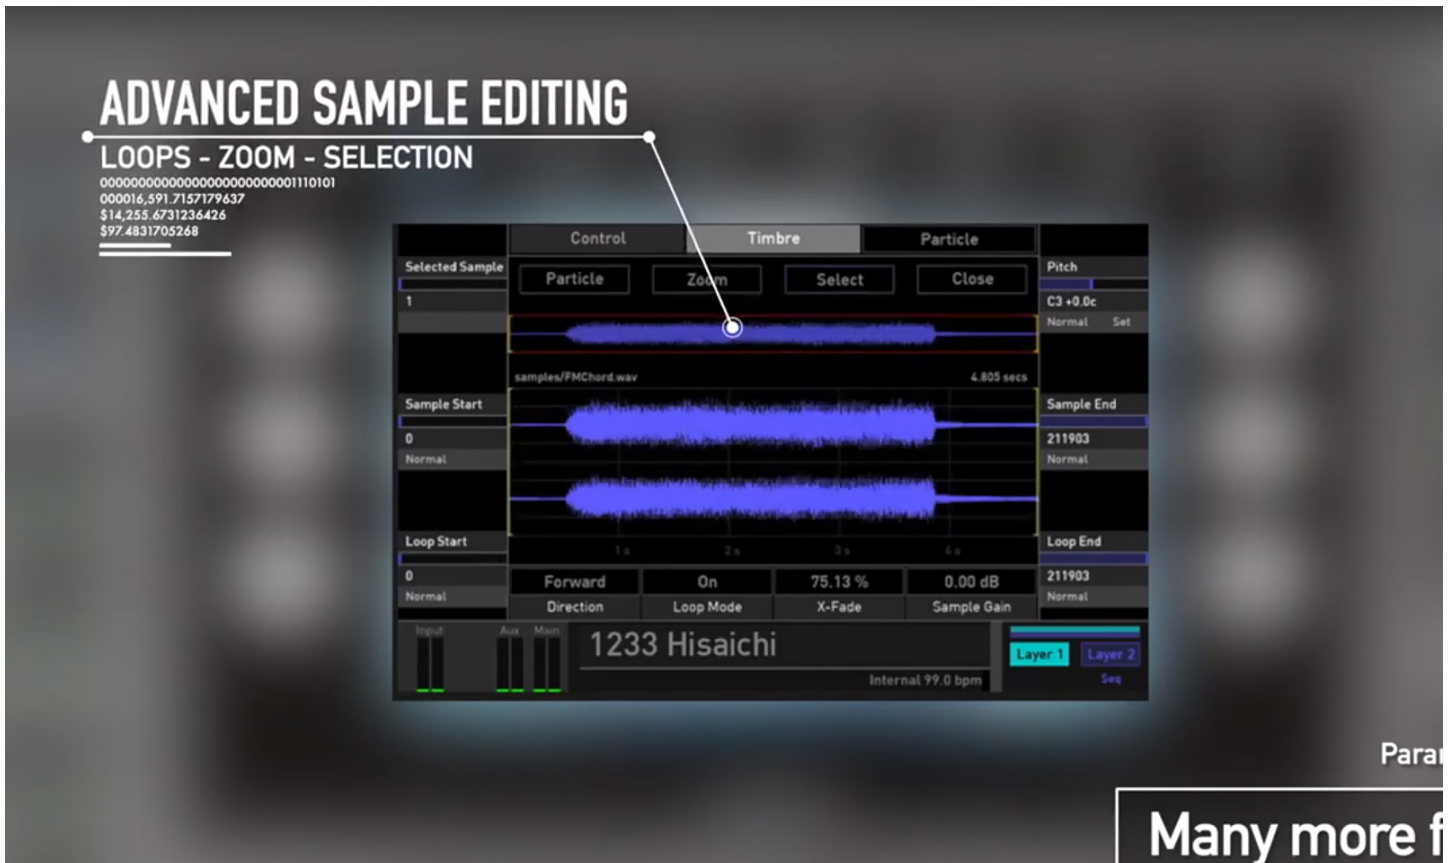 ADVANCED SAMPLE EDITING
LOOPS - ZOOM - SELECTION
0000000000000000000000001110101
000016,591.7157179637
$14,255.6731236426
$97.4831705268
Control Timbre Particle
Selected Sample
Particle Zoom Select Close
Pitch
1
C3 +0.0c
Normal Set
samples/FMChord.wav 4.805 secs
Sample Start
Sample End
0
211903
Normal
Normal
Loop Start
1s 2s 3s 4s
Loop End
0
Forward On 75.13 % 0.00 dB
211903
Normal
Direction Loop Mode X-Fade Sample Gain
Normal
Input Aux Main
1233 Hisaichi
Layer 1 Layer 2
Internal 99.0 bpm
Seq
Many more